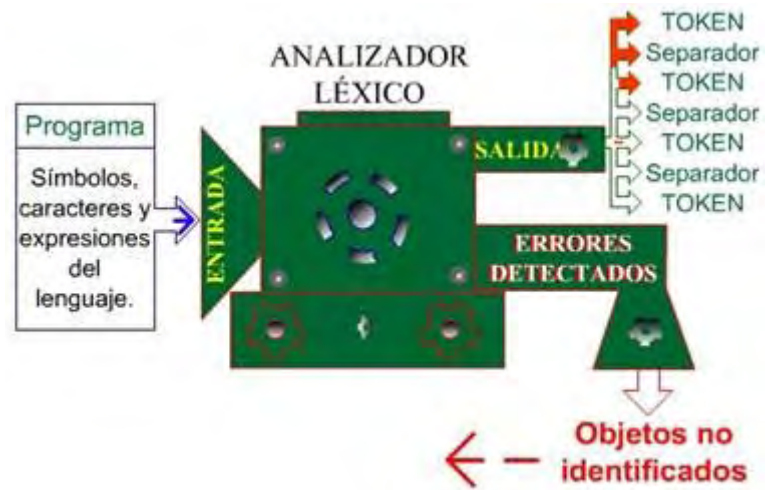 ANALIZADOR
LÉXICO
Programa
Símbolos,
caracteres y
expresiones
del
lenguaje.
ENTRADA
SALIDA
TOKEN
Separador
TOKEN
Separador
TOKEN
Separador
TOKEN
ERRORES
DETECTADOS
Objetos no
identificados